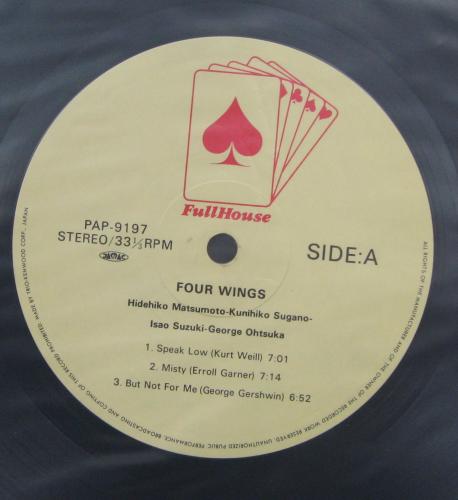 FullHouse
PAP-9197
STEREO/33⅓RPM
JASRAC
SIDE:A
FOUR WINGS
Hidehiko Matsumoto-Kunihiko Sugano-
Isao Suzuki-George Ohtsuka
1. Speak Low (Kurt Weill) 7:01
2. Misty (Erroll Garner) 7:14
3. But Not For Me (George Gershwin) 6:52
ALL RIGHTS OF THE MANUFACTURER AND OF THE OWNER OF THE RECORDED WORK RESERVED. UNAUTHORIZED PUBLIC PERFORMANCE, BROADCASTING AND COPYING OF THIS RECORD PROHIBITED. MADE BY TRIO-KENWOOD CORP., JAPAN